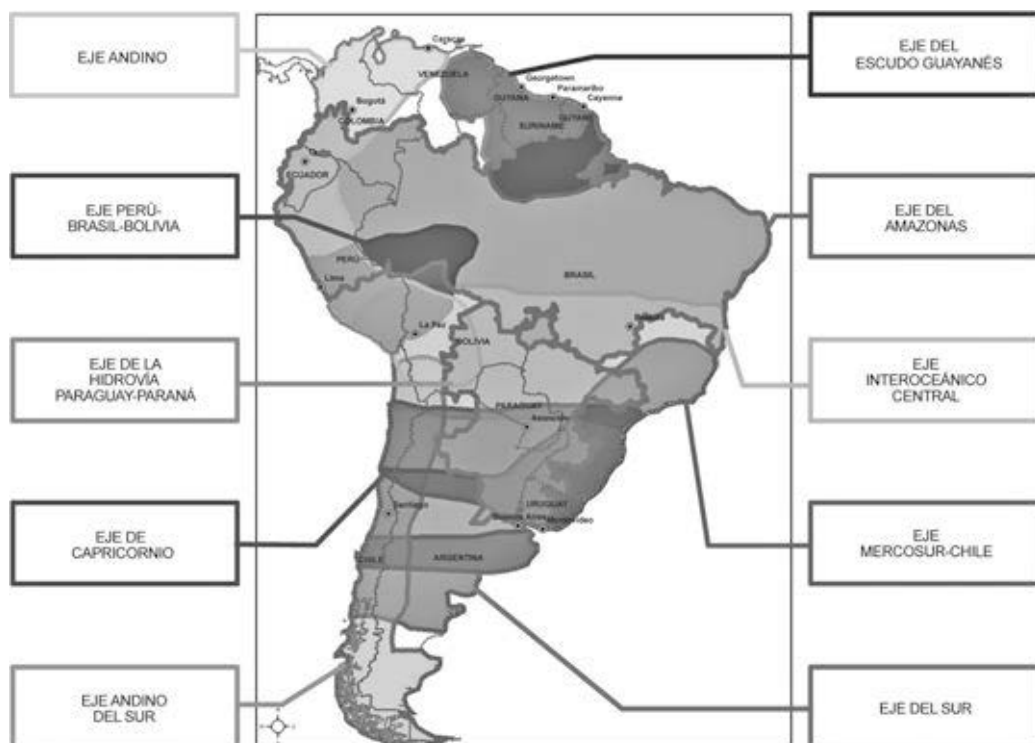 EJE ANDINO
EJE PERÚ-
BRASIL-BOLIVIA
EJE DE LA
HIDROVÍA
PARAGUAY-PARANÁ
EJE DE
CAPRICORNIO
EJE ANDINO
DEL SUR
Caracas
VENEZUELA
Georgetown
GUYANA
Paramaribo
Cayenne
SURINAME
Bogotá
COLOMBIA
Quito
ECUADOR
PERÚ
Lima
BRASIL
La Paz
BOLIVIA
PARAGUAY
Asunción
URUGUAY
Santiago
Buenos Aires
Montevideo
CHILE
ARGENTINA
EJE DEL
ESCUDO GUAYANÉS
EJE DEL
AMAZONAS
EJE
INTEROCEÁNICO
CENTRAL
EJE
MERCOSUR-CHILE
EJE DEL SUR